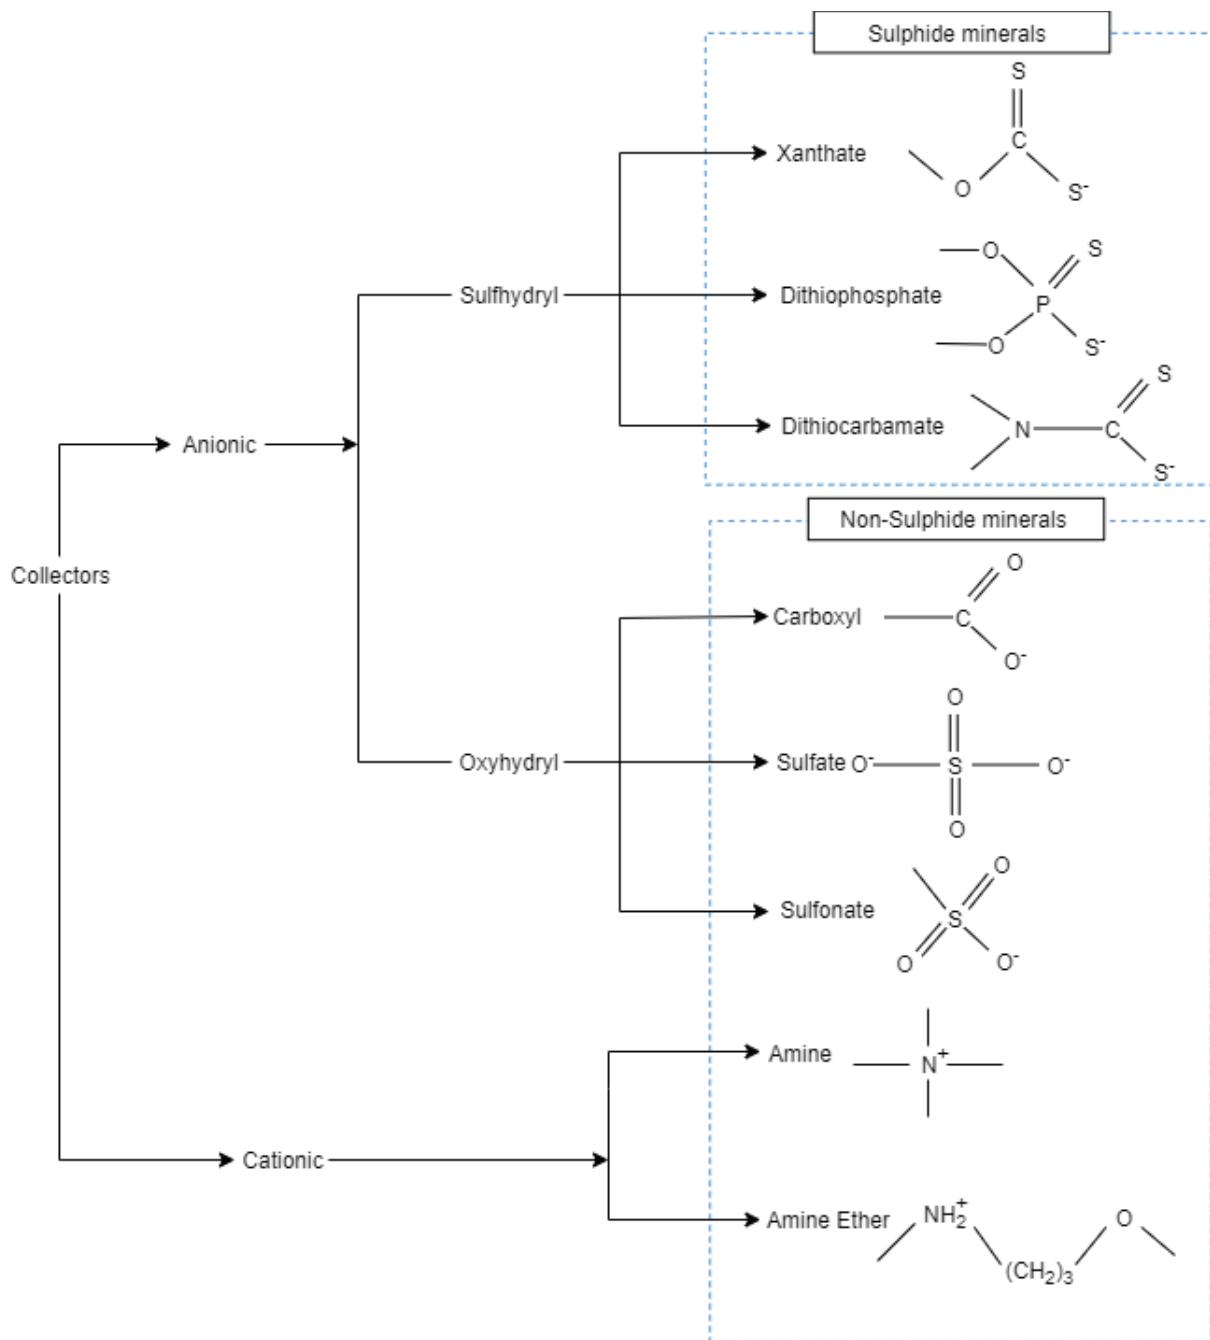 Sulphide minerals
S
Xanthate
C
O
S-
O
S
Dithiophosphate
P
O
S-
S
Dithiocarbamate
N
C
S-
Anionic
Sulfhydryl
Non-Sulphide minerals
Collectors
O
Carboxyl
C
O-
O
Oxyhydryl
Sulfate O-
S
O-
O
O
Sulfonate
S
O
O-
Amine
N+
Cationic
Amine Ether
NH2+
O
(CH2)3